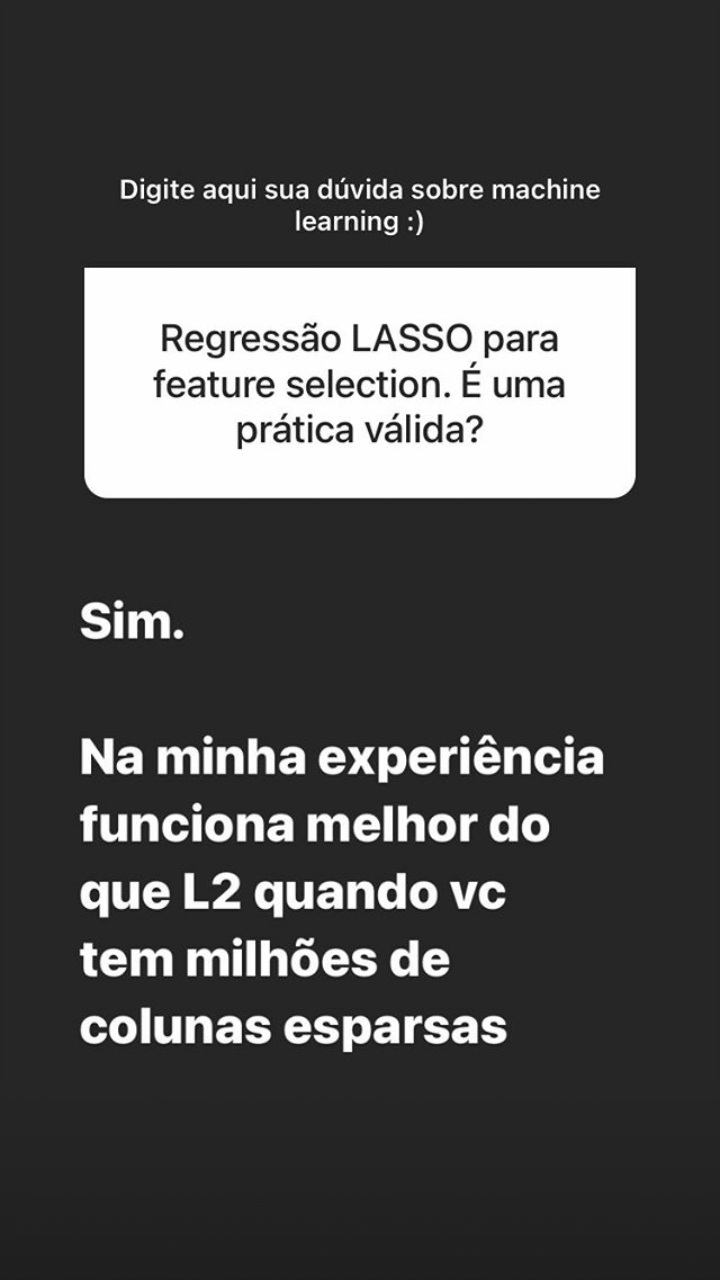 Digite aqui sua dúvida sobre machine
learning :)
Regressão LASSO para
feature selection. É uma
prática válida?
Sim.
Na minha experiência
funciona melhor do
que L2 quando vc
tem milhões de
colunas esparsas